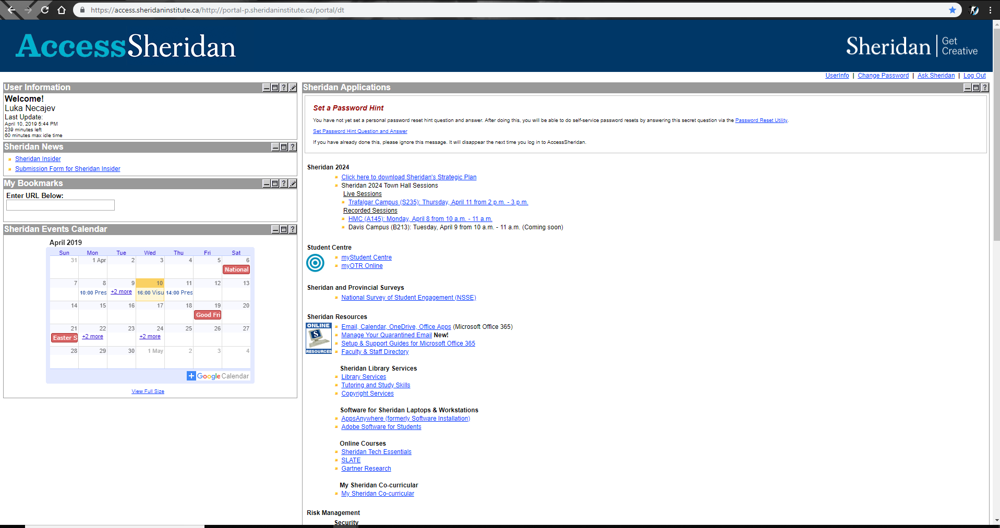 https://access.sheridaninstitute.ca/http://portal-p.sheridaninstitute.ca/portal/dt
AccessSheridan
Sheridan | Get Creative
UserInfo | Change Password | Ask.Sheridan | Log Out
User Information
Welcome!
Luka Necajev
Last Update:
April 10, 2019 5:44 PM
239 minutes left
60 minutes max idle time
Sheridan News
Sheridan Insider
Submission Form for Sheridan Insider
My Bookmarks
Enter URL Below:
Sheridan Events Calendar
April 2019
Sun Mon Tue Wed Thu Fri Sat
31 1 Apr 2 3 4 5 6
National
7 8 9 10 11 12 13
10:00 Pres +2 more 16:00 Visu 14:00 Pres
14 15 16 17 18 19 20
Good Fri
21 22 23 24 25 26 27
Easter S +2 more +2 more
28 29 30 1 May 2 3 4
+ Google Calendar
View Full Size
Sheridan Applications
Set a Password Hint
You have not yet set a personal password reset hint question and answer. After doing this, you will be able to do self-service password resets by answering this secret question via the Password Reset Utility.
Set Password Hint Question and Answer
If you have already done this, please ignore this message. It will disappear the next time you log in to AccessSheridan.
Sheridan 2024
Click here to download Sheridan's Strategic Plan
Sheridan 2024 Town Hall Sessions
Live Sessions
Trafalgar Campus (S235): Thursday, April 11 from 2 p.m. - 3 p.m.
Recorded Sessions
HMC (A145): Monday, April 8 from 10 a.m. - 11 a.m.
Davis Campus (B213): Tuesday, April 9 from 10 a.m. - 11 a.m. (Coming soon)
Student Centre
myStudent Centre
myOTR Online
Sheridan and Provincial Surveys
National Survey of Student Engagement (NSSE)
Sheridan Resources
ONLINE
S
RESOURCES
Email, Calendar, OneDrive, Office Apps (Microsoft Office 365)
Manage Your Quarantined Email New!
Setup & Support Guides for Microsoft Office 365
Faculty & Staff Directory
Sheridan Library Services
Library Services
Tutoring and Study Skills
Copyright Services
Software for Sheridan Laptops & Workstations
AppsAnywhere (formerly Software Installation)
Adobe Software for Students
Online Courses
Sheridan Tech Essentials
SLATE
Gartner Research
My Sheridan Co-curricular
My Sheridan Co-curricular
Risk Management
Security